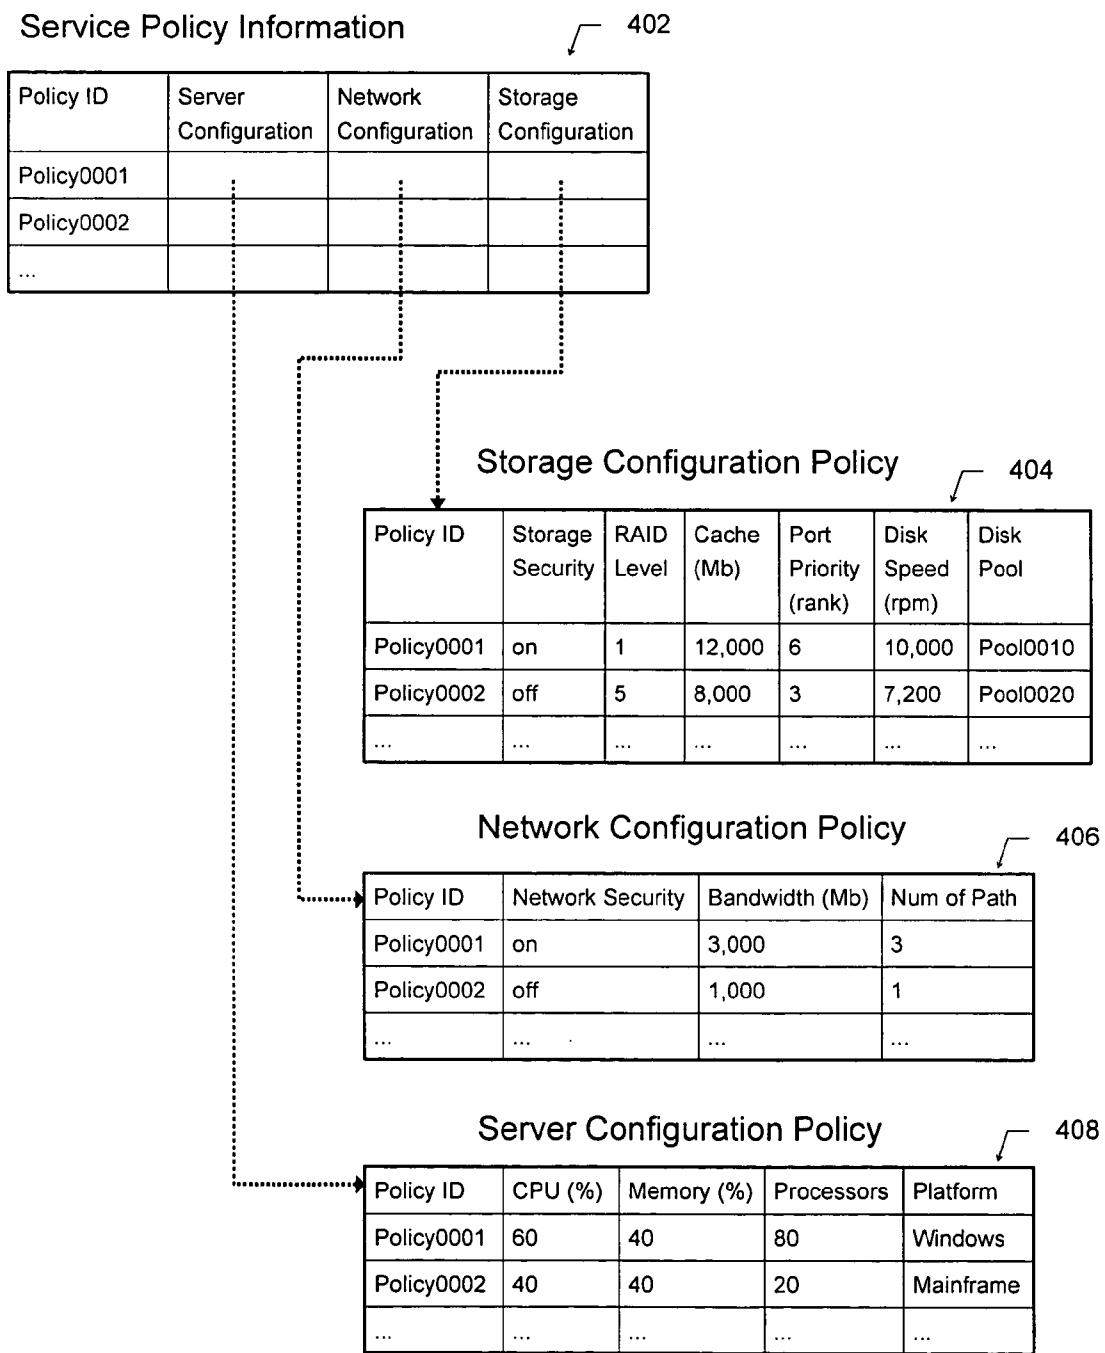 Service Policy Information
402
Policy ID Server Configuration Network Configuration Storage Configuration
Policy0001
Policy0002
...
Storage Configuration Policy
404
Policy ID Storage Security RAID Level Cache (Mb) Port Priority (rank) Disk Speed (rpm) Disk Pool
Policy0001 on 1 12,000 6 10,000 Pool0010
Policy0002 off 5 8,000 3 7,200 Pool0020
... ... ... ... ... ... ...
Network Configuration Policy
406
Policy ID Network Security Bandwidth (Mb) Num of Path
Policy0001 on 3,000 3
Policy0002 off 1,000 1
... ... ... ...
Server Configuration Policy
408
Policy ID CPU (%) Memory (%) Processors Platform
Policy0001 60 40 80 Windows
Policy0002 40 40 20 Mainframe
... ... ... ... ...